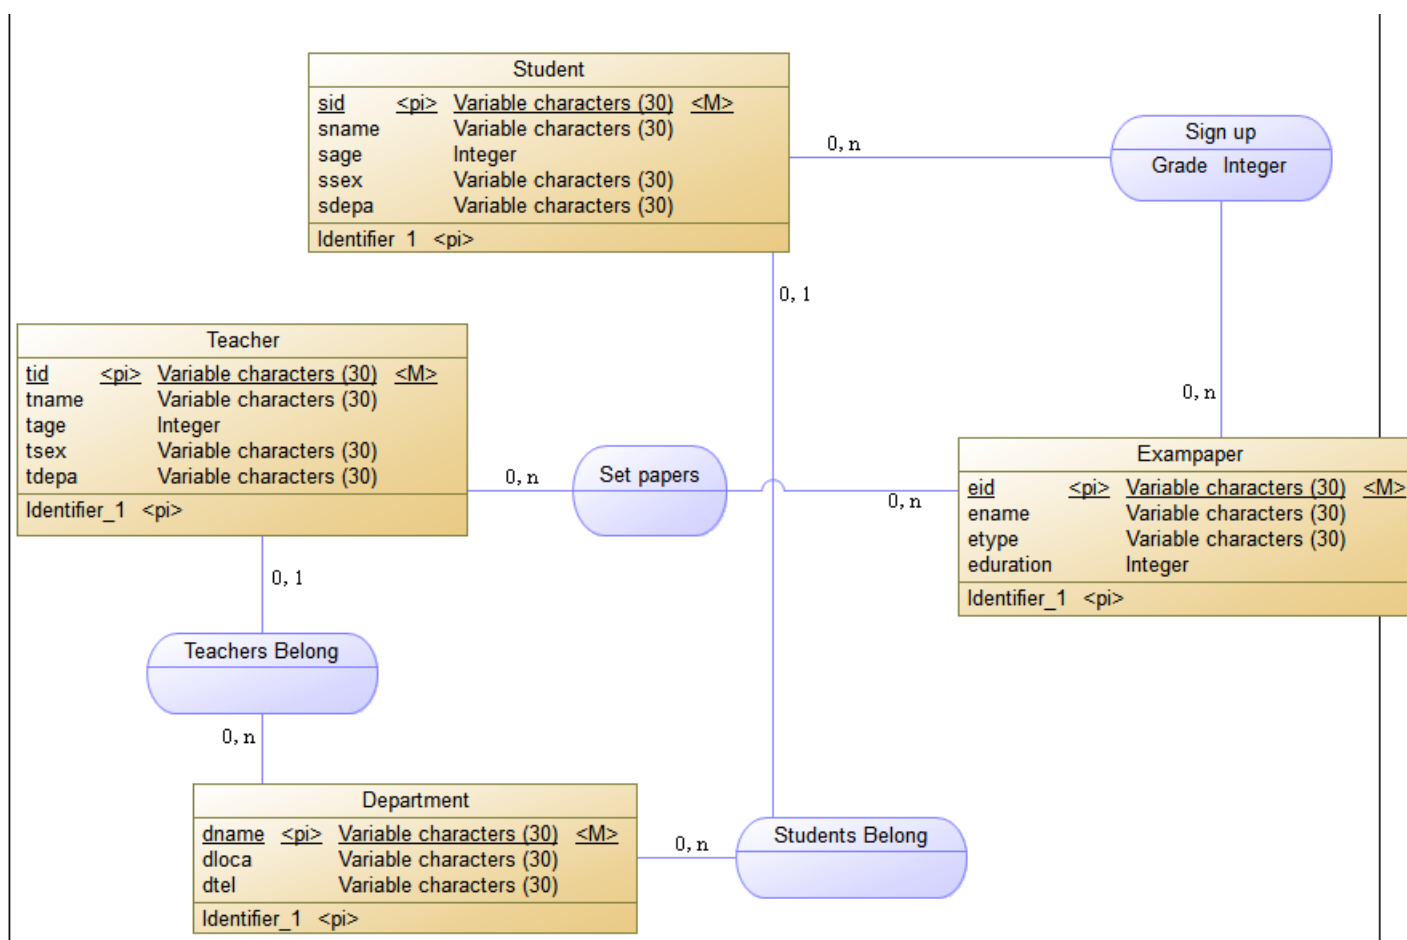 Student
sid <pi> Variable characters (30) <M>
sname Variable characters (30)
sage Integer
ssex Variable characters (30)
sdepa Variable characters (30)
Identifier_1 <pi>
0, n
Sign up
Grade Integer
0, 1
0, n
Teacher
tid <pi> Variable characters (30) <M>
tname Variable characters (30)
tage Integer
tsex Variable characters (30)
tdepa Variable characters (30)
Identifier_1 <pi>
0, n
Set papers
0, n
Exampaper
eid <pi> Variable characters (30) <M>
ename Variable characters (30)
etype Variable characters (30)
eduration Integer
Identifier_1 <pi>
0, 1
Teachers Belong
0, n
Department
dname <pi> Variable characters (30) <M>
dloca Variable characters (30)
dtel Variable characters (30)
Identifier_1 <pi>
0, n
Students Belong